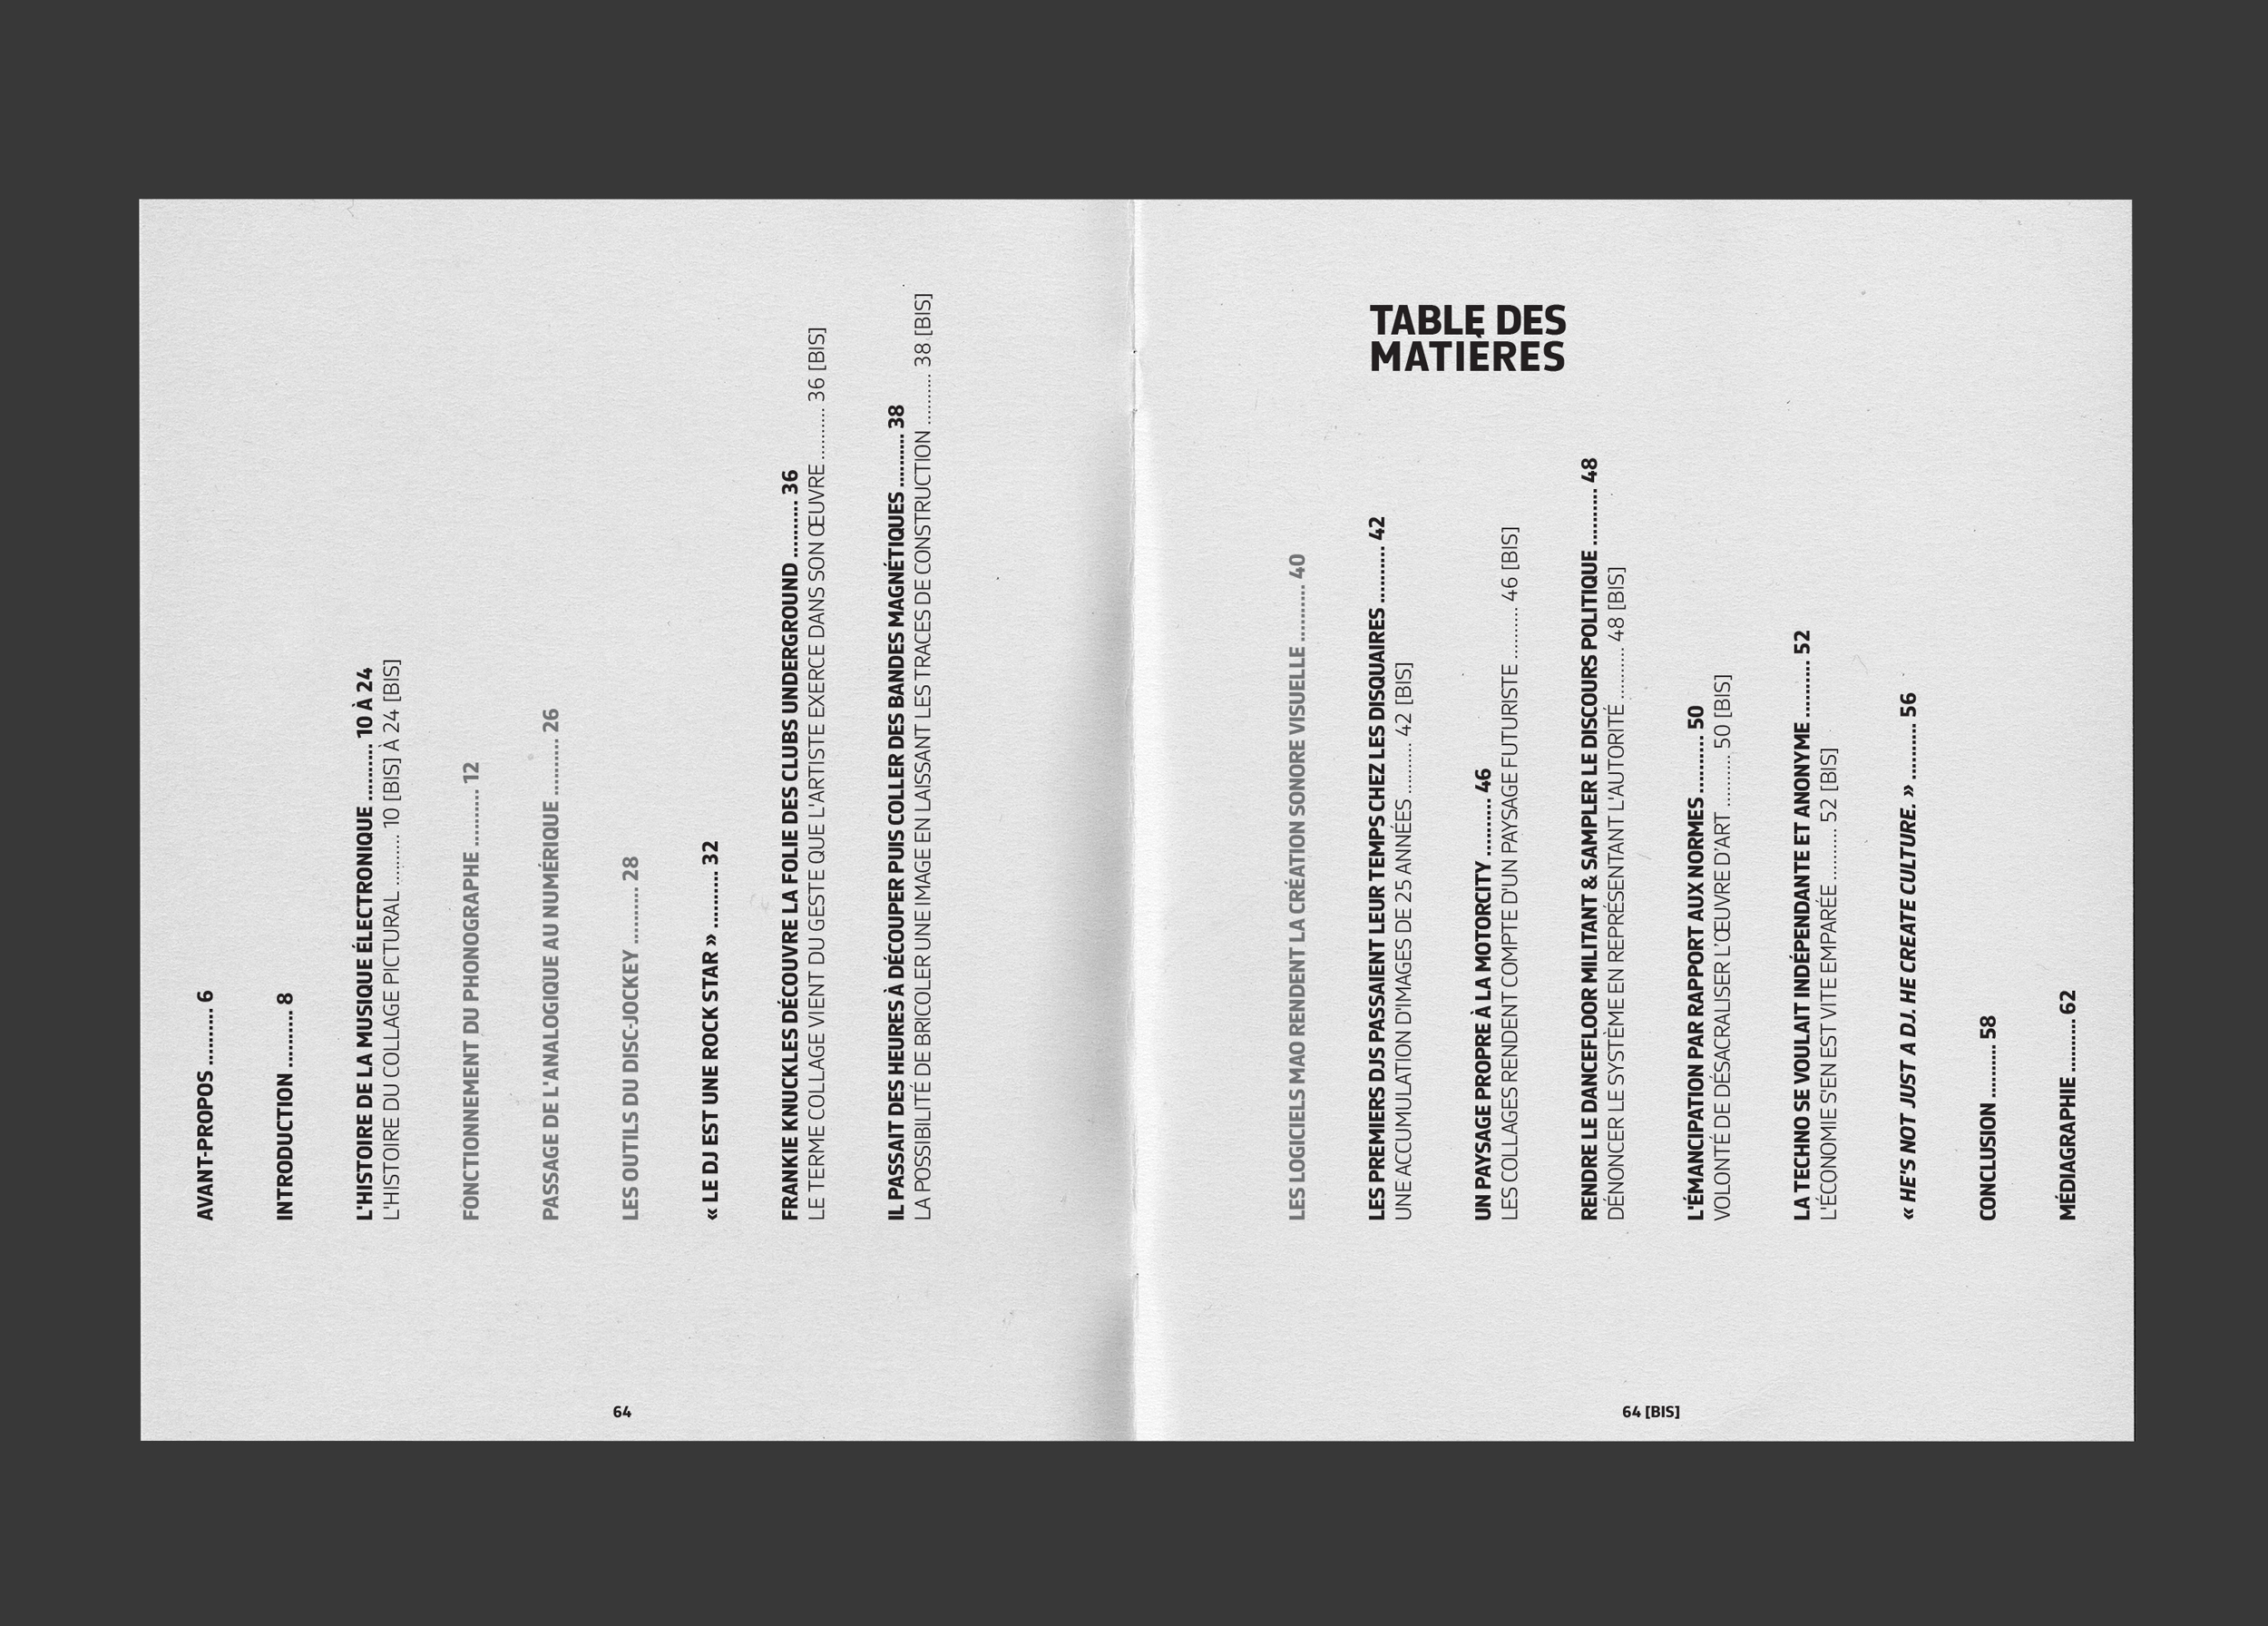 AVANT-PROPOS .......... 6
INTRODUCTION .......... 8
L'HISTOIRE DE LA MUSIQUE ÉLECTRONIQUE .......... 10 À 24
L'HISTOIRE DU COLLAGE PICTURAL .......... 10 [BIS] À 24 [BIS]
FONCTIONNEMENT DU PHONOGRAPHE .......... 12
PASSAGE DE L'ANALOGIQUE AU NUMÉRIQUE .......... 26
LES OUTILS DU DISC-JOCKEY .......... 28
« LE DJ EST UNE ROCK STAR » .......... 32
FRANKIE KNUCKLES DÉCOUVRE LA FOLIE DES CLUBS UNDERGROUND .......... 36
LE TERME COLLAGE VIENT DU GESTE QUE L'ARTISTE EXERCE DANS SON ŒUVRE .......... 36 [BIS]
IL PASSAIT DES HEURES À DÉCOUPER PUIS COLLER DES BANDES MAGNÉTIQUES .......... 38
LA POSSIBILITÉ DE BRICOLER UNE IMAGE EN LAISSANT LES TRACES DE CONSTRUCTION .......... 38 [BIS]
64
TABLE DES
MATIÈRES
LES LOGICIELS MAO RENDENT LA CRÉATION SONORE VISUELLE .......... 40
LES PREMIERS DJS PASSAIENT LEUR TEMPS CHEZ LES DISQUAIRES .......... 42
UNE ACCUMULATION D'IMAGES DE 25 ANNÉES .......... 42 [BIS]
UN PAYSAGE PROPRE À LA MOTORCITY .......... 46
LES COLLAGES RENDENT COMPTE D'UN PAYSAGE FUTURISTE .......... 46 [BIS]
RENDRE LE DANCEFLOOR MILITANT & SAMPLER LE DISCOURS POLITIQUE .......... 48
DÉNONCER LE SYSTÈME EN REPRÉSENTANT L'AUTORITÉ .......... 48 [BIS]
L'ÉMANCIPATION PAR RAPPORT AUX NORMES .......... 50
VOLONTÉ DE DÉSACRALISER L'ŒUVRE D'ART .......... 50 [BIS]
LA TECHNO SE VOULAIT INDÉPENDANTE ET ANONYME .......... 52
L'ÉCONOMIE S'EN EST VITE EMPARÉE .......... 52 [BIS]
« HE'S NOT JUST A DJ. HE CREATE CULTURE. » .......... 56
CONCLUSION .......... 58
MÉDIAGRAPHIE .......... 62
64 [BIS]